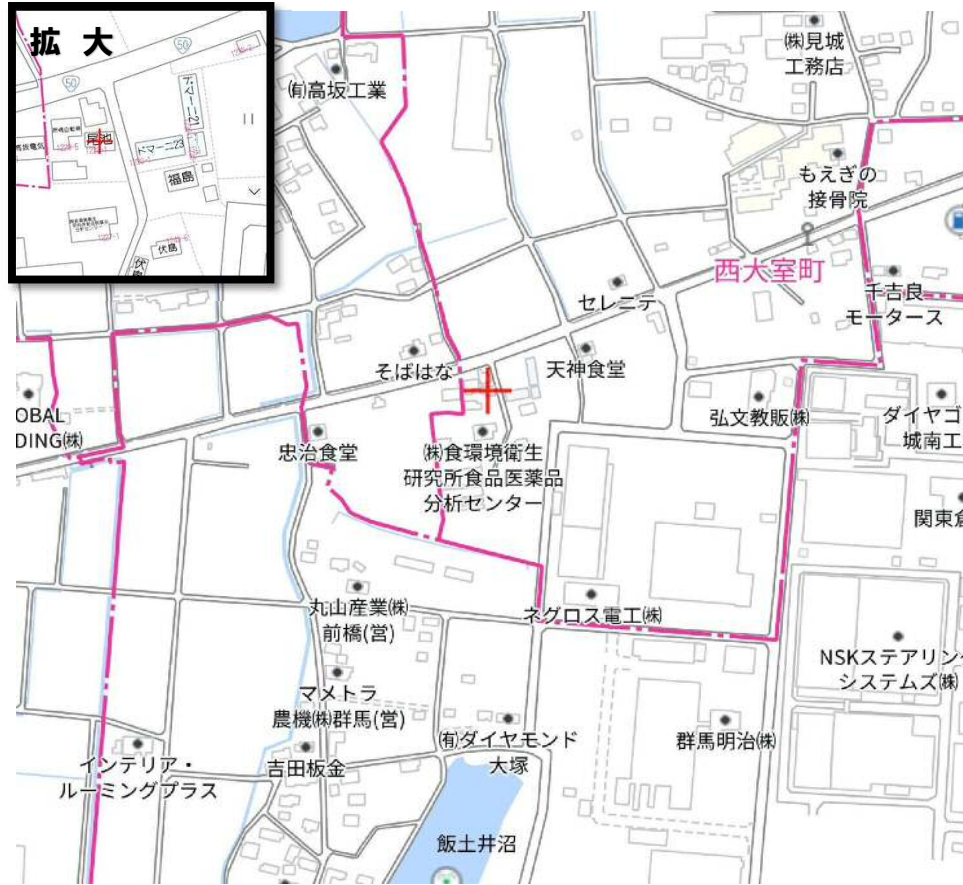 拡 大
50
50
ドマーニ21
尾池
ドマーニ23
福島
伏島
(株)見城
工務店
(有)高坂工業
もえぎの
接骨院
西大室町
千吉良
モータース
セレニテ
そばはな
天神食堂
OBAL
DING(株)
忠治食堂
(株)食環境衛生
研究所食品医薬品
分析センター
弘文教販(株)
ダイヤゴ
城南工
関東倉
丸山産業(株)
前橋(営)
ネグロス電工(株)
NSKステアリング
システムズ(株)
マメトラ
農機(株)群馬(営)
(有)ダイヤモンド
大塚
群馬明治(株)
インテリア・
ルーミングプラス
吉田板金
飯土井沼